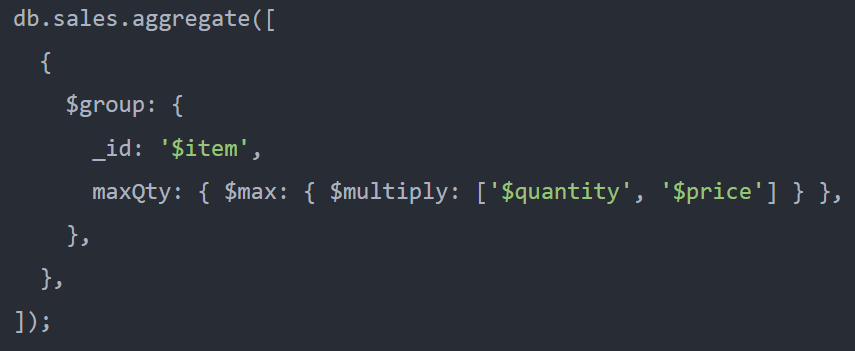 db.sales.aggregate([
  {
    $group: {
      _id: '$item',
      maxQty: { $max: { $multiply: ['$quantity', '$price'] } },
    },
  },
]);